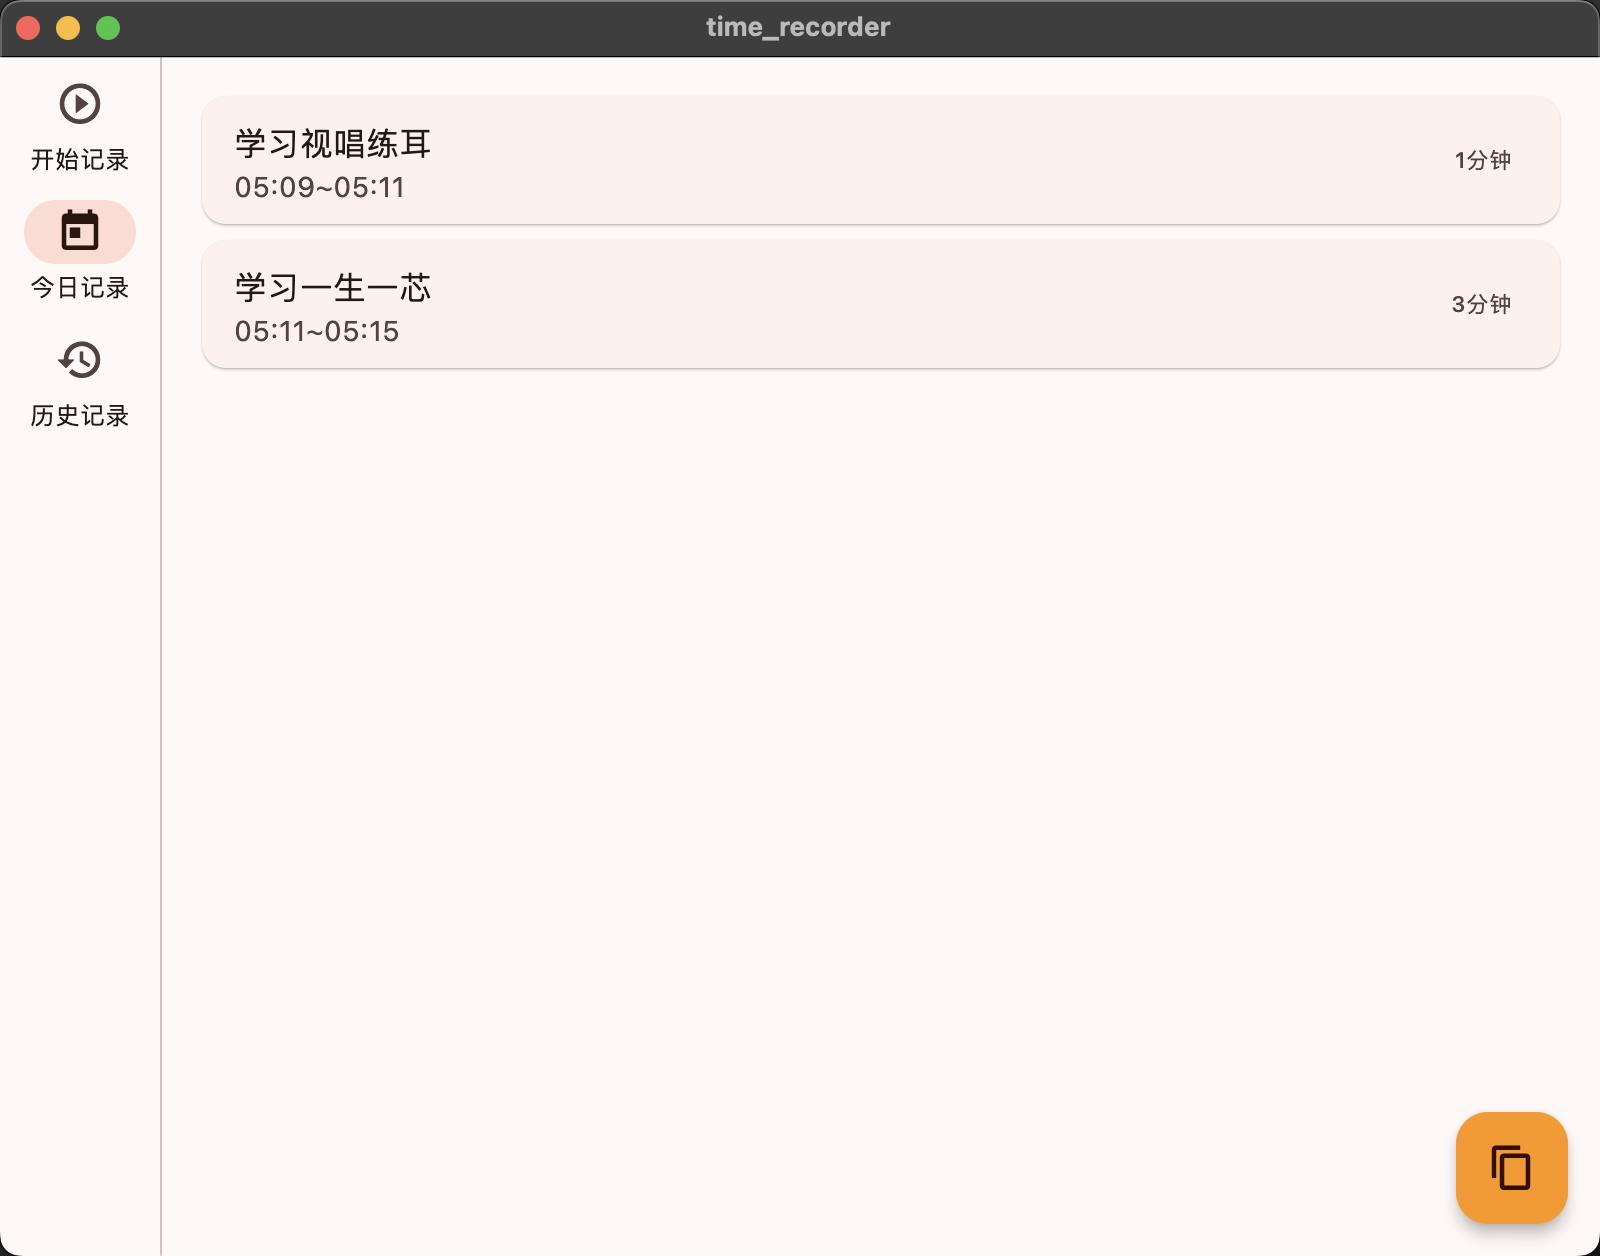 time_recorder
开始记录
今日记录
历史记录
学习视唱练耳
05:09~05:11
1分钟
学习一生一芯
05:11~05:15
3分钟